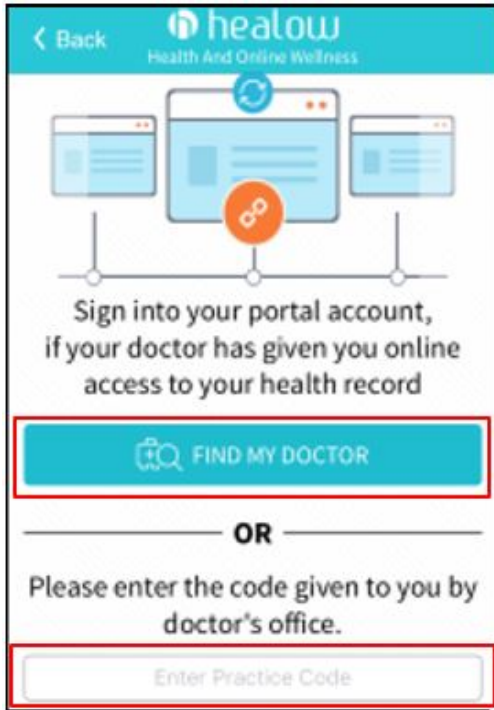 Back
healow
Health And Online Wellness
Sign into your portal account,
if your doctor has given you online
access to your health record
FIND MY DOCTOR
OR
Please enter the code given to you by
doctor's office.
Enter Practice Code